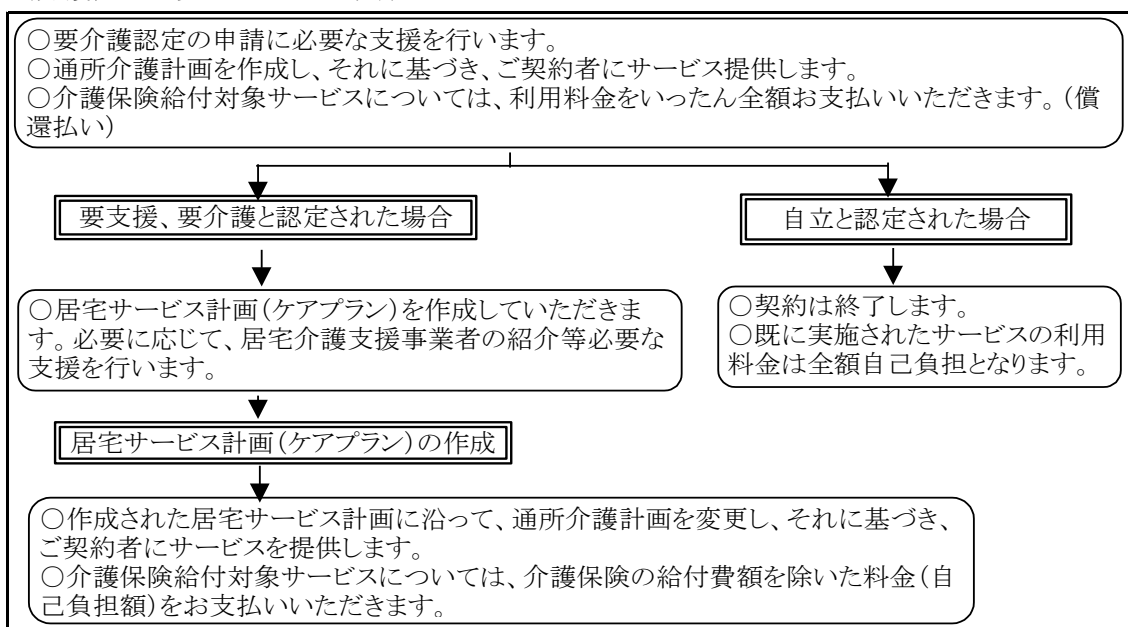 ○要介護認定の申請に必要な支援を行います。
○通所介護計画を作成し、それに基づき、ご契約者にサービス提供します。
○介護保険給付対象サービスについては、利用料金をいったん全額お支払いいただきます。(償
還払い)
要支援、要介護と認定された場合
自立と認定された場合
○居宅サービス計画(ケアプラン)を作成していただきま
す。必要に応じて、居宅介護支援事業者の紹介等必要な
支援を行います。
○契約は終了します。
○既に実施されたサービスの利用
料金は全額自己負担となります。
居宅サービス計画(ケアプラン)の作成
○作成された居宅サービス計画に沿って、通所介護計画を変更し、それに基づき、
ご契約者にサービスを提供します。
○介護保険給付対象サービスについては、介護保険の給付費額を除いた料金(自
己負担額)をお支払いいただきます。